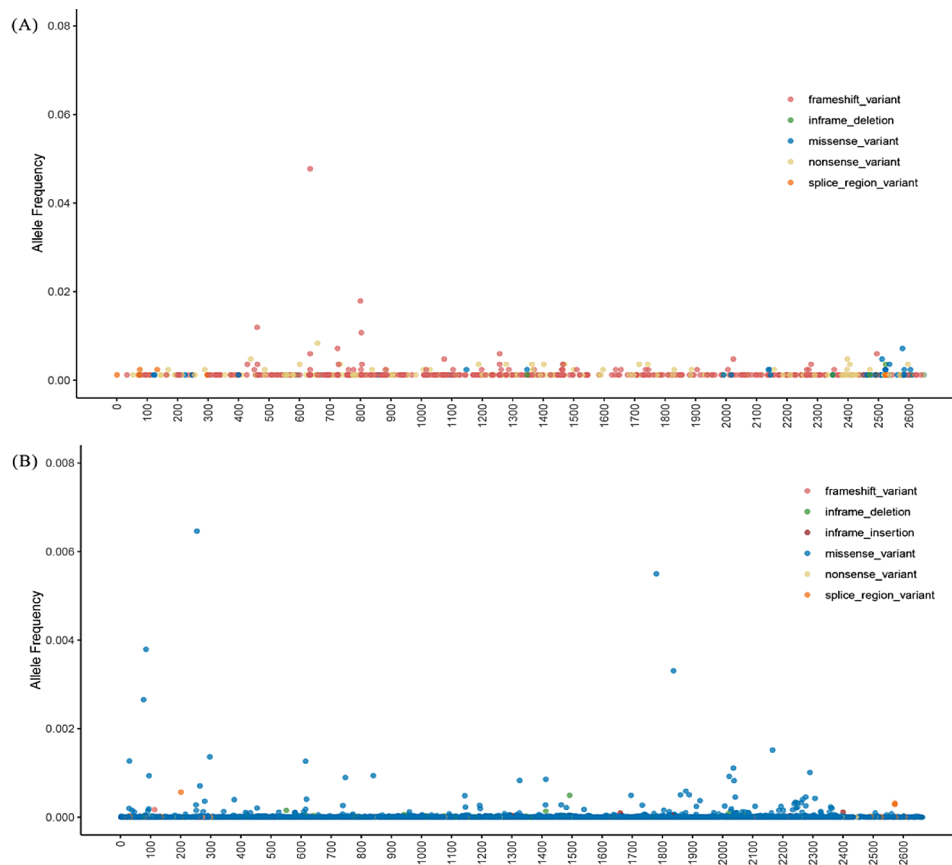 (A)
0.08
0.06
0.04
0.02
0.00
Allele Frequency
frameshift_variant
inframe_deletion
missense_variant
nonsense_variant
splice_region_variant
0 100 200 300 400 500 600 700 800 900 1000 1100 1200 1300 1400 1500 1600 1700 1800 1900 2000 2100 2200 2300 2400 2500 2600
(B)
0.008
0.006
0.004
0.002
0.000
Allele Frequency
frameshift_variant
inframe_deletion
inframe_insertion
missense_variant
nonsense_variant
splice_region_variant
0 100 200 300 400 500 600 700 800 900 1000 1100 1200 1300 1400 1500 1600 1700 1800 1900 2000 2100 2200 2300 2400 2500 2600